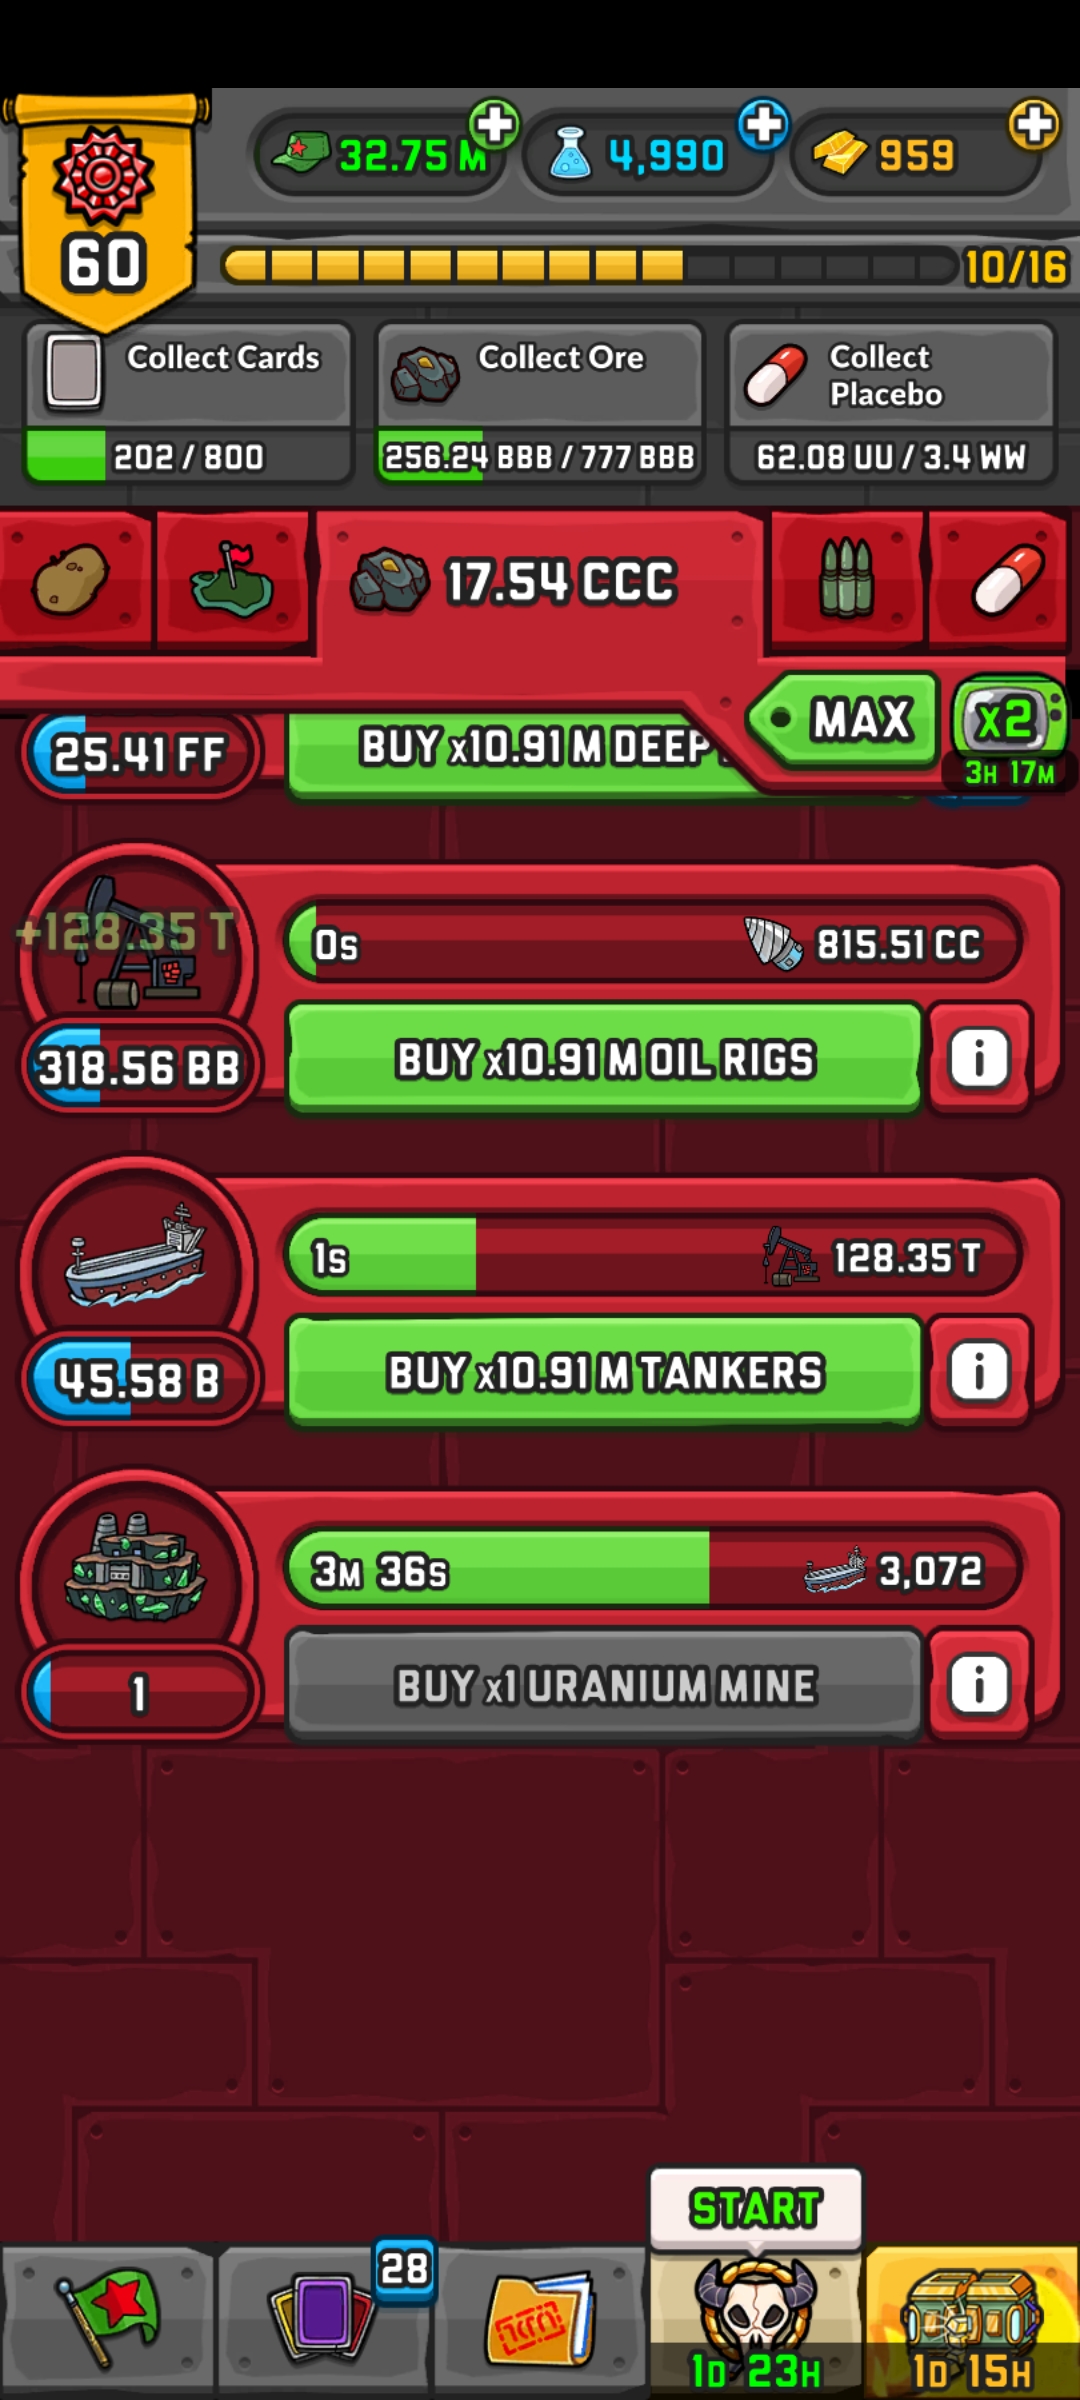 32.75 M
4,990
959
60
10/16
Collect Cards
202 / 800
Collect Ore
256.24 BBB / 777 BBB
Collect
Placebo
62.08 UU / 3.4 WW
17.54 CCC
MAX
x2
3H 17M
25.41 FF
BUY x10.91 M DEEP
+128.35 T
0s
815.51 CC
318.56 BB
BUY x10.91 M OIL RIGS
i
1s
128.35 T
45.58 B
BUY x10.91 M TANKERS
i
3M 36s
3,072
1
BUY x1 URANIUM MINE
i
START
28
1D 23H
1D 15H